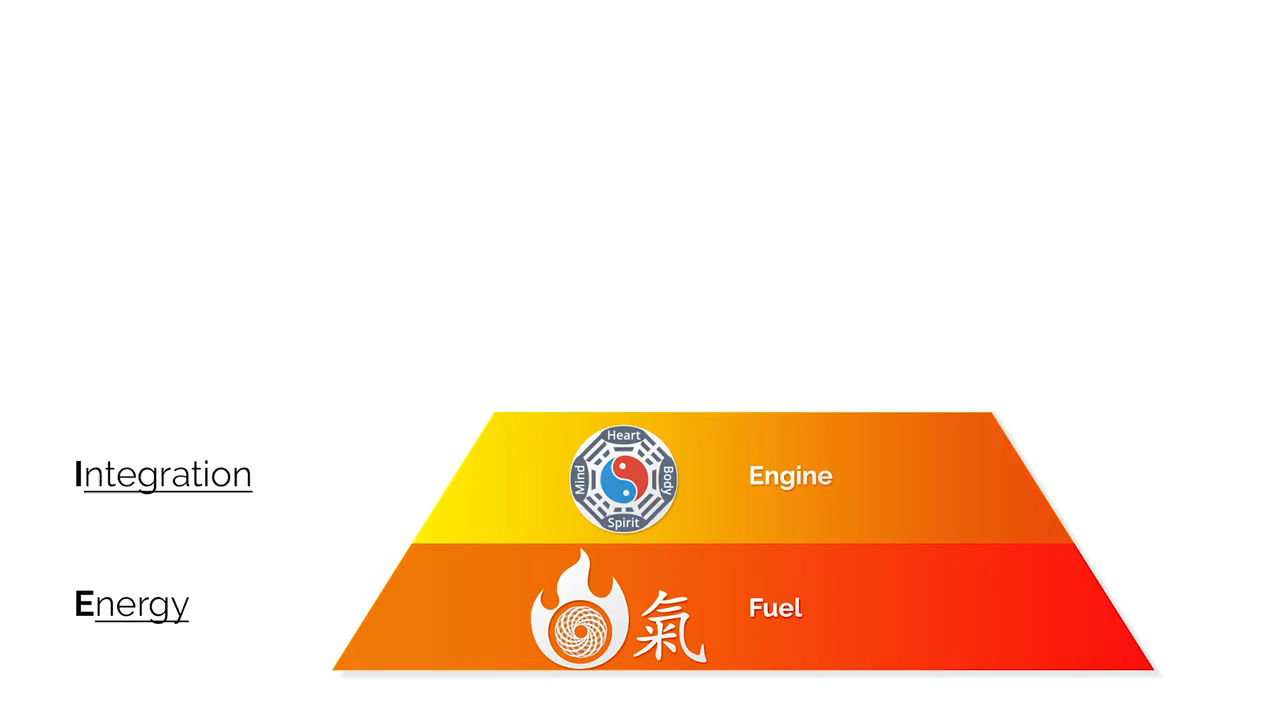 Integration
Heart
Mind
Body
Spirit
Engine
Energy
氣
Fuel